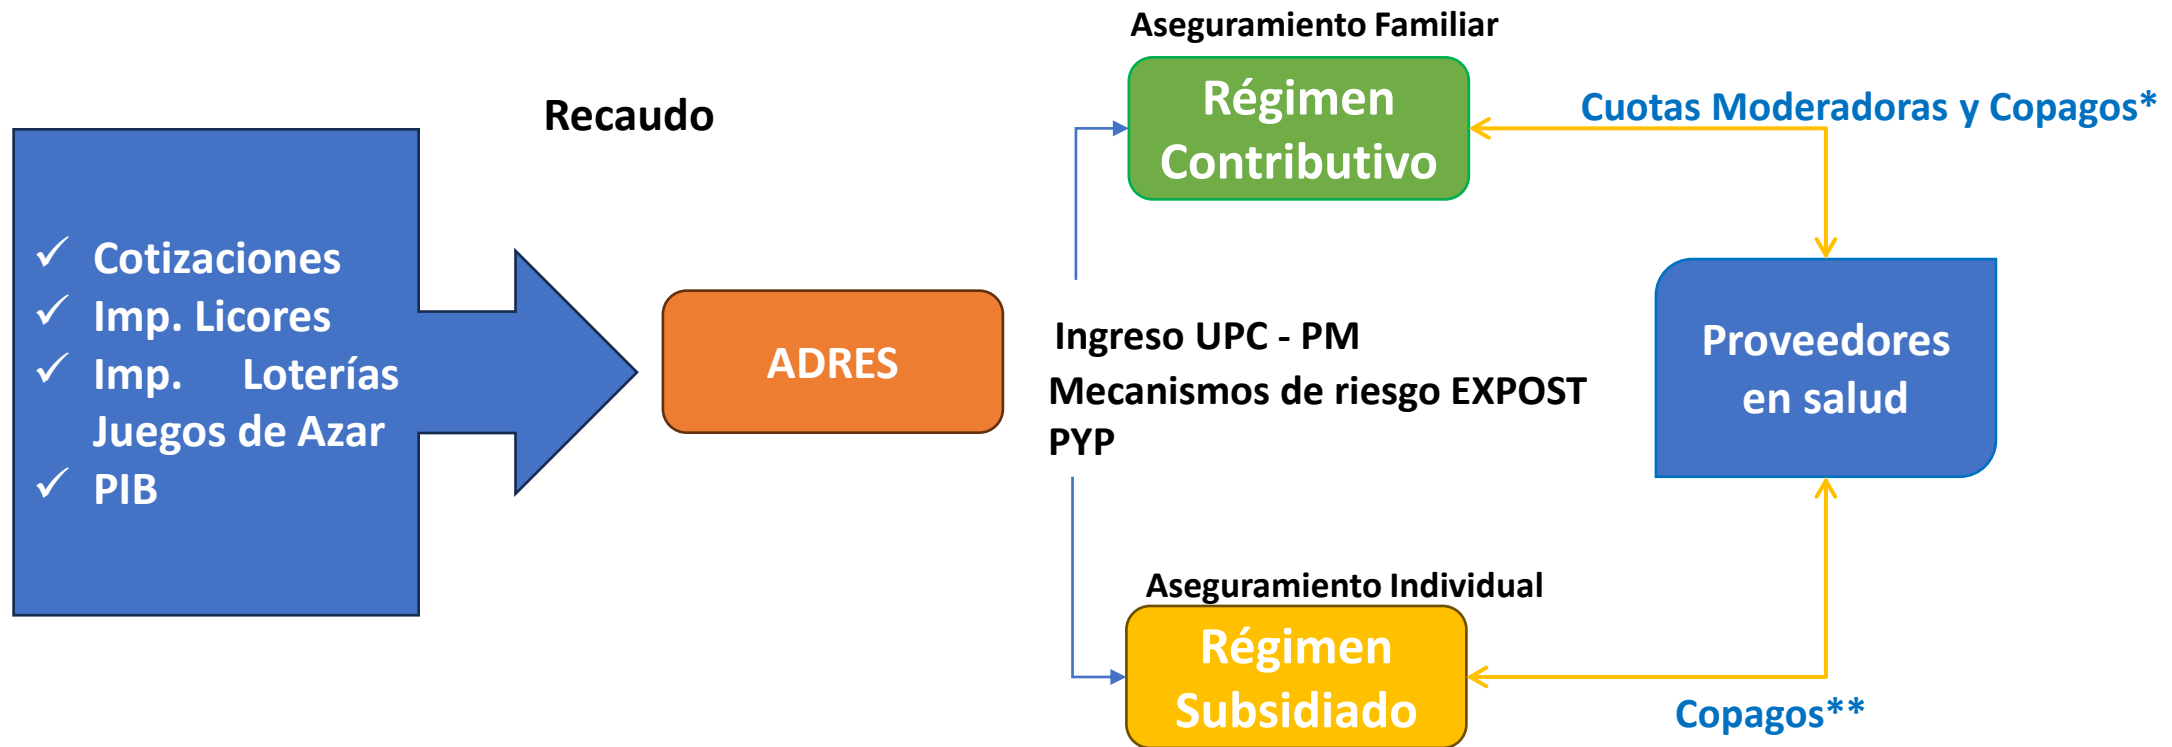 Recaudo
Cotizaciones
Imp. Licores
Imp. Loterías
Juegos de Azar
PIB
ADRES
Aseguramiento Familiar
Régimen
Contributivo
Cuotas Moderadoras y Copagos*
Ingreso UPC - PM
Mecanismos de riesgo EXPOST
PYP
Proveedores
en salud
Aseguramiento Individual
Régimen
Subsidiado
Copagos**